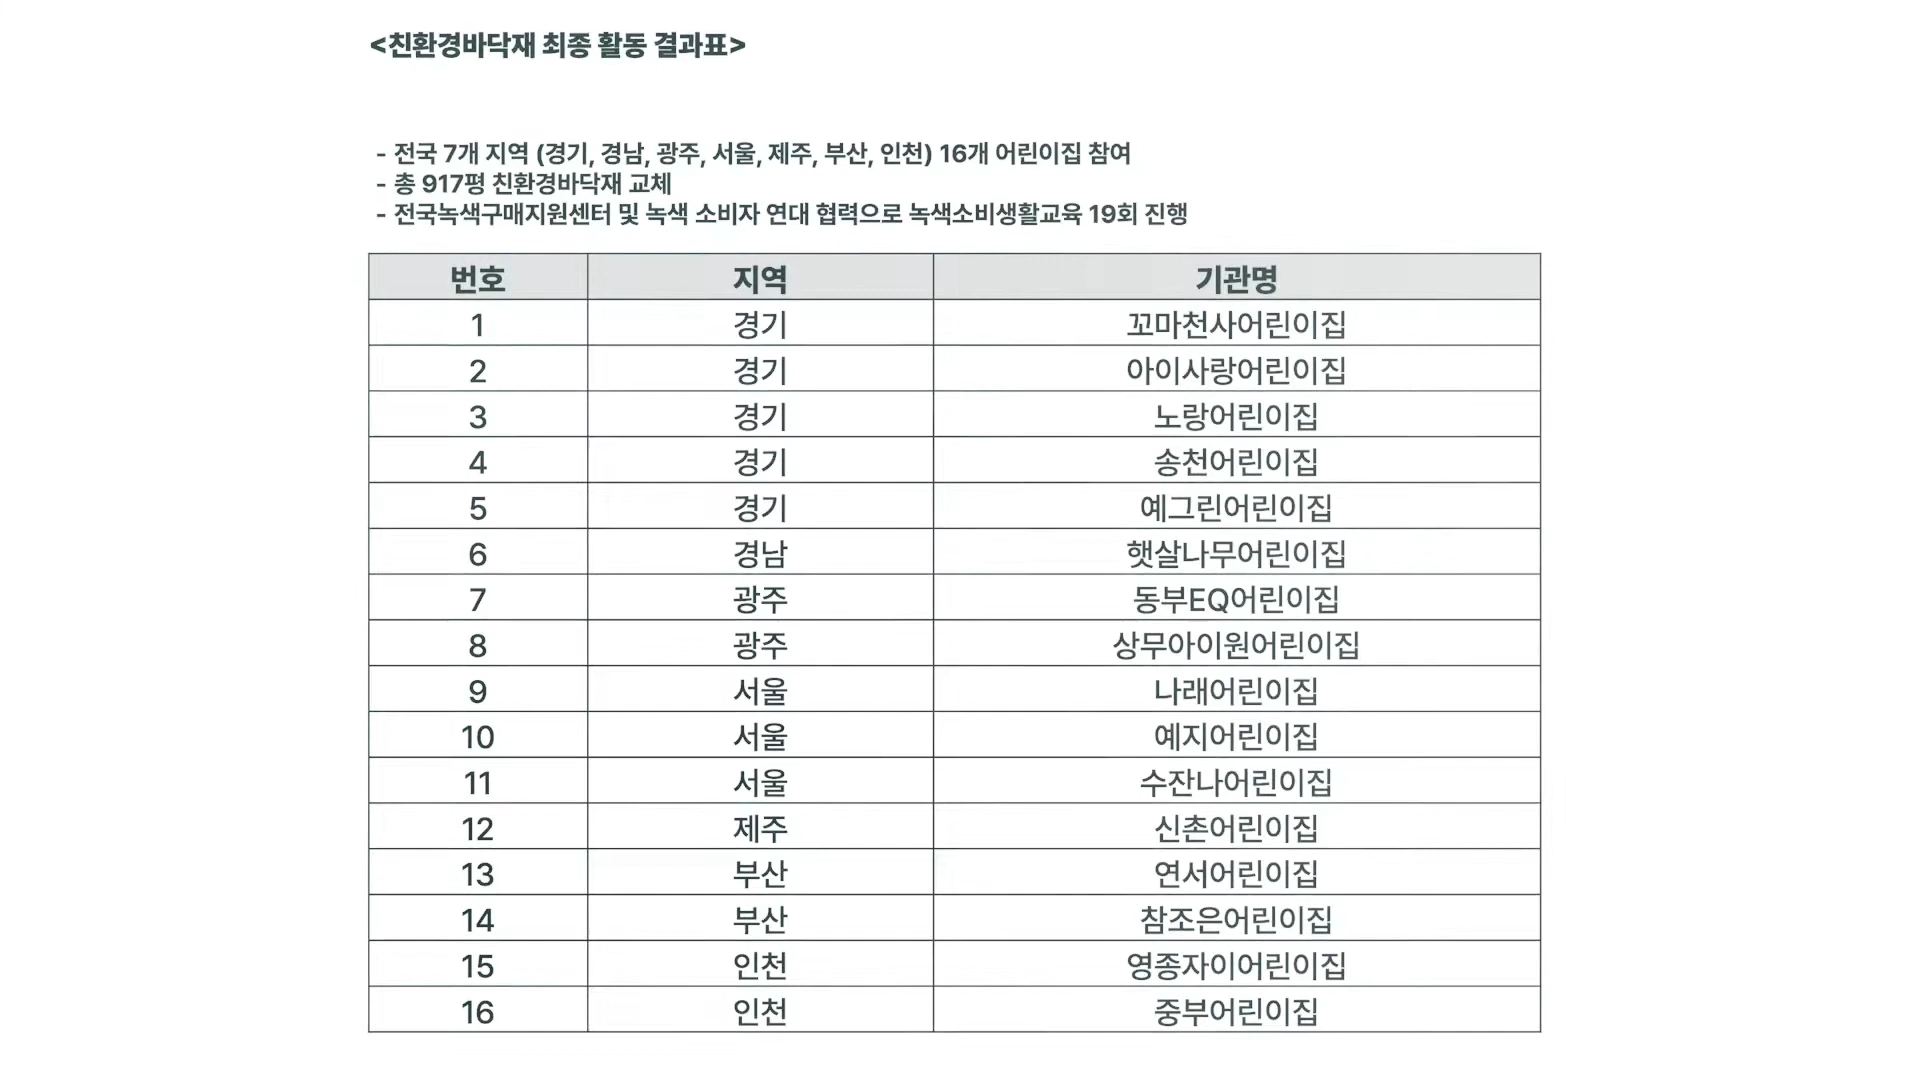 <친환경바닥재 최종 활동 결과표>
- 전국 7개 지역 (경기, 경남, 광주, 서울, 제주, 부산, 인천) 16개 어린이집 참여
- 총 917평 친환경바닥재 교체
- 전국녹색구매지원센터 및 녹색 소비자 연대 협력으로 녹색소비생활교육 19회 진행
번호 지역 기관명
1 경기 꼬마천사어린이집
2 경기 아이사랑어린이집
3 경기 노랑어린이집
4 경기 송천어린이집
5 경기 예그린어린이집
6 경남 햇살나무어린이집
7 광주 동부EQ어린이집
8 광주 상무아이원어린이집
9 서울 나래어린이집
10 서울 예지어린이집
11 서울 수잔나어린이집
12 제주 신촌어린이집
13 부산 연서어린이집
14 부산 참조은어린이집
15 인천 영종자이어린이집
16 인천 중부어린이집